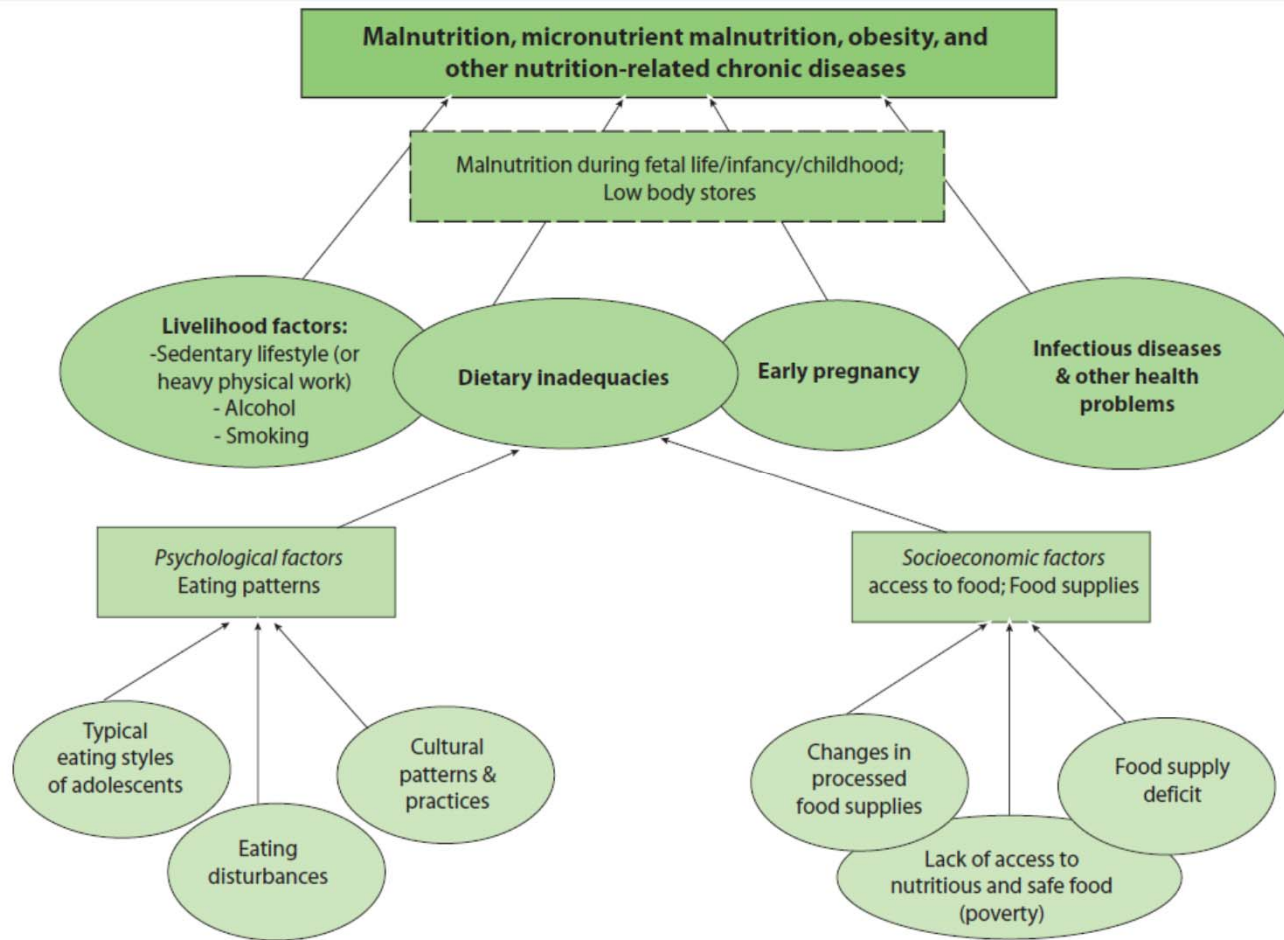 Malnutrition, micronutrient malnutrition, obesity, and
other nutrition-related chronic diseases
Malnutrition during fetal life/infancy/childhood;
Low body stores
Livelihood factors:
-Sedentary lifestyle (or
heavy physical work)
- Alcohol
- Smoking
Dietary inadequacies
Early pregnancy
Infectious diseases
& other health
problems
Psychological factors
Eating patterns
Socioeconomic factors
access to food; Food supplies
Typical
eating styles
of adolescents
Eating
disturbances
Cultural
patterns &
practices
Changes in
processed
food supplies
Lack of access to
nutritious and safe food
(poverty)
Food supply
deficit